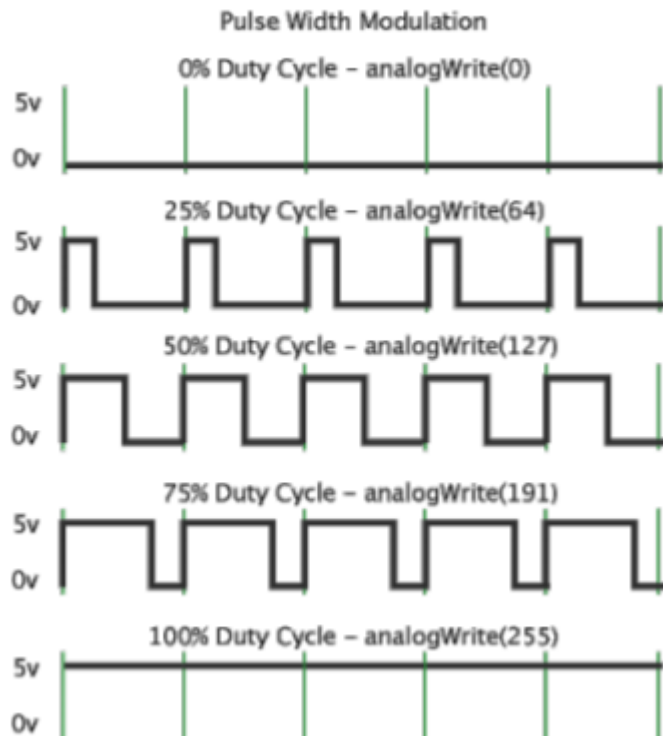 Pulse Width Modulation
0% Duty Cycle – analogWrite(0)
5v
0v
25% Duty Cycle – analogWrite(64)
5v
0v
50% Duty Cycle – analogWrite(127)
5v
0v
75% Duty Cycle – analogWrite(191)
5v
0v
100% Duty Cycle – analogWrite(255)
5v
0v